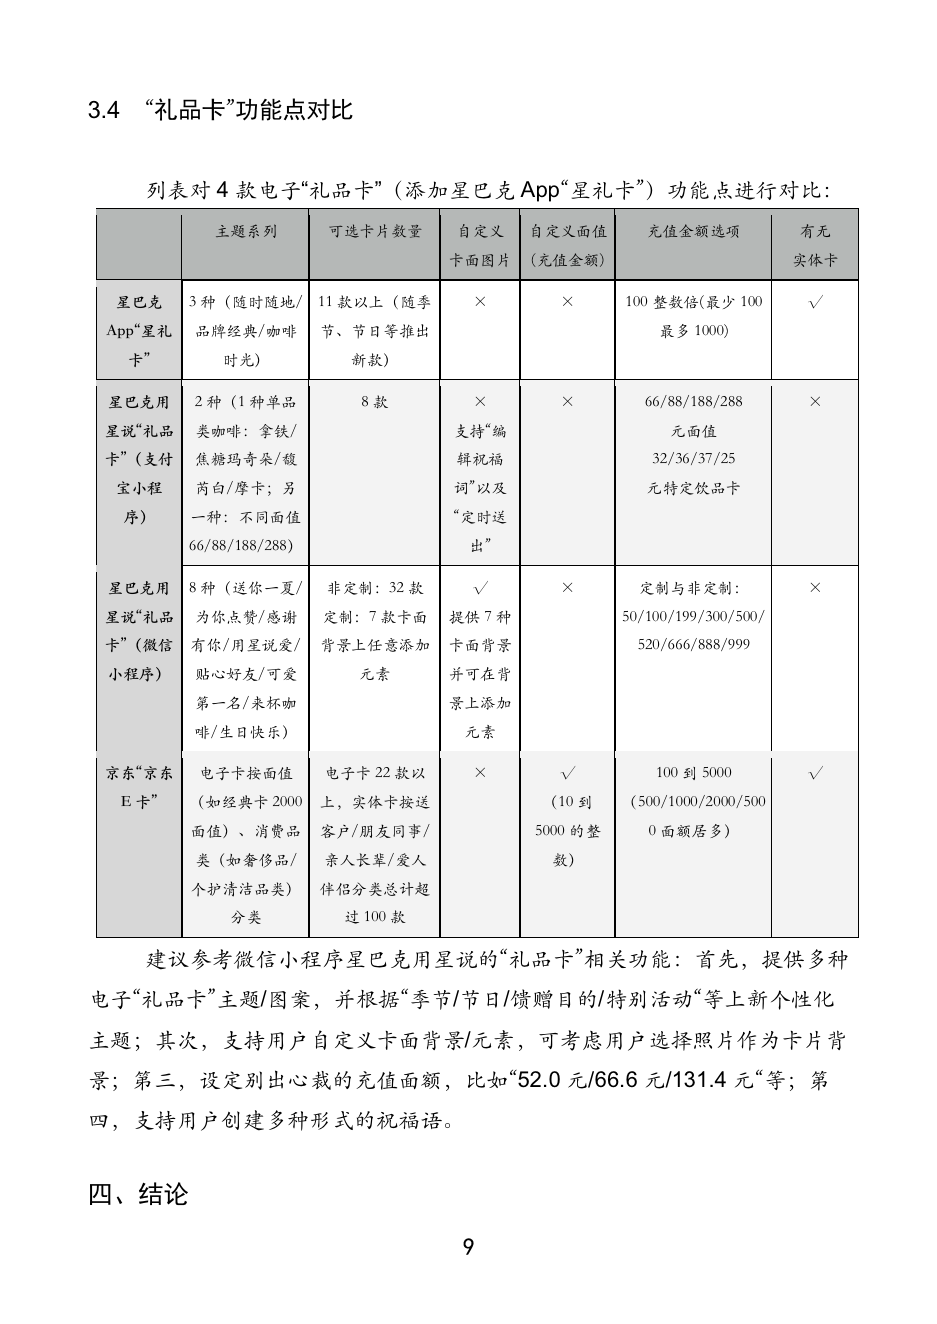 3.4 “礼品卡”功能点对比
列表对 4 款电子“礼品卡”（添加星巴克 App“星礼卡”）功能点进行对比：
主题系列
可选卡片数量
自定义
卡面图片
自定义面值
（充值金额）
充值金额选项
有无
实体卡
星巴克
App“星礼
卡”
3 种（随时随地/
品牌经典/咖啡
时光）
11 款以上（随季
节、节日等推出
新款）
×
×
100 整数倍（最少 100
最多 1000）
√
星巴克用
星说“礼品
卡”（支付
宝小程
序）
2 种（1 种单品
类咖啡：拿铁/
焦糖玛奇朵/馥
芮白/摩卡；另
一种：不同面值
66/88/188/288）
8 款
×
支持“编
辑祝福
词”以及
“定时送
出”
×
66/88/188/288
元面值
32/36/37/25
元特定饮品卡
×
星巴克用
星说“礼品
卡”（微信
小程序）
8 种（送你一夏/
为你点赞/感谢
有你/用星说爱/
贴心好友/可爱
第一名/来杯咖
啡/生日快乐）
非定制：32 款
定制：7 款卡面
背景上任意添加
元素
√
提供 7 种
卡面背景
并可在背
景上添加
元素
×
定制与非定制：
50/100/199/300/500/
520/666/888/999
×
京东“京东
E 卡”
电子卡按面值
（如经典卡 2000
面值）、消费品
类（如奢侈品/
个护清洁品类）
分类
电子卡 22 款以
上，实体卡按送
客户/朋友同事/
亲人长辈/爱人
伴侣分类总计超
过 100 款
×
√
（10 到
5000 的整
数）
100 到 5000
（500/1000/2000/500
0 面额居多）
√
建议参考微信小程序星巴克用星说的“礼品卡”相关功能：首先，提供多种
电子“礼品卡”主题/图案，并根据“季节/节日/馈赠目的/特别活动“等上新个性化
主题；其次，支持用户自定义卡面背景/元素，可考虑用户选择照片作为卡片背
景；第三，设定别出心裁的充值面额，比如“52.0 元/66.6 元/131.4 元“等；第
四，支持用户创建多种形式的祝福语。
四、结论
9